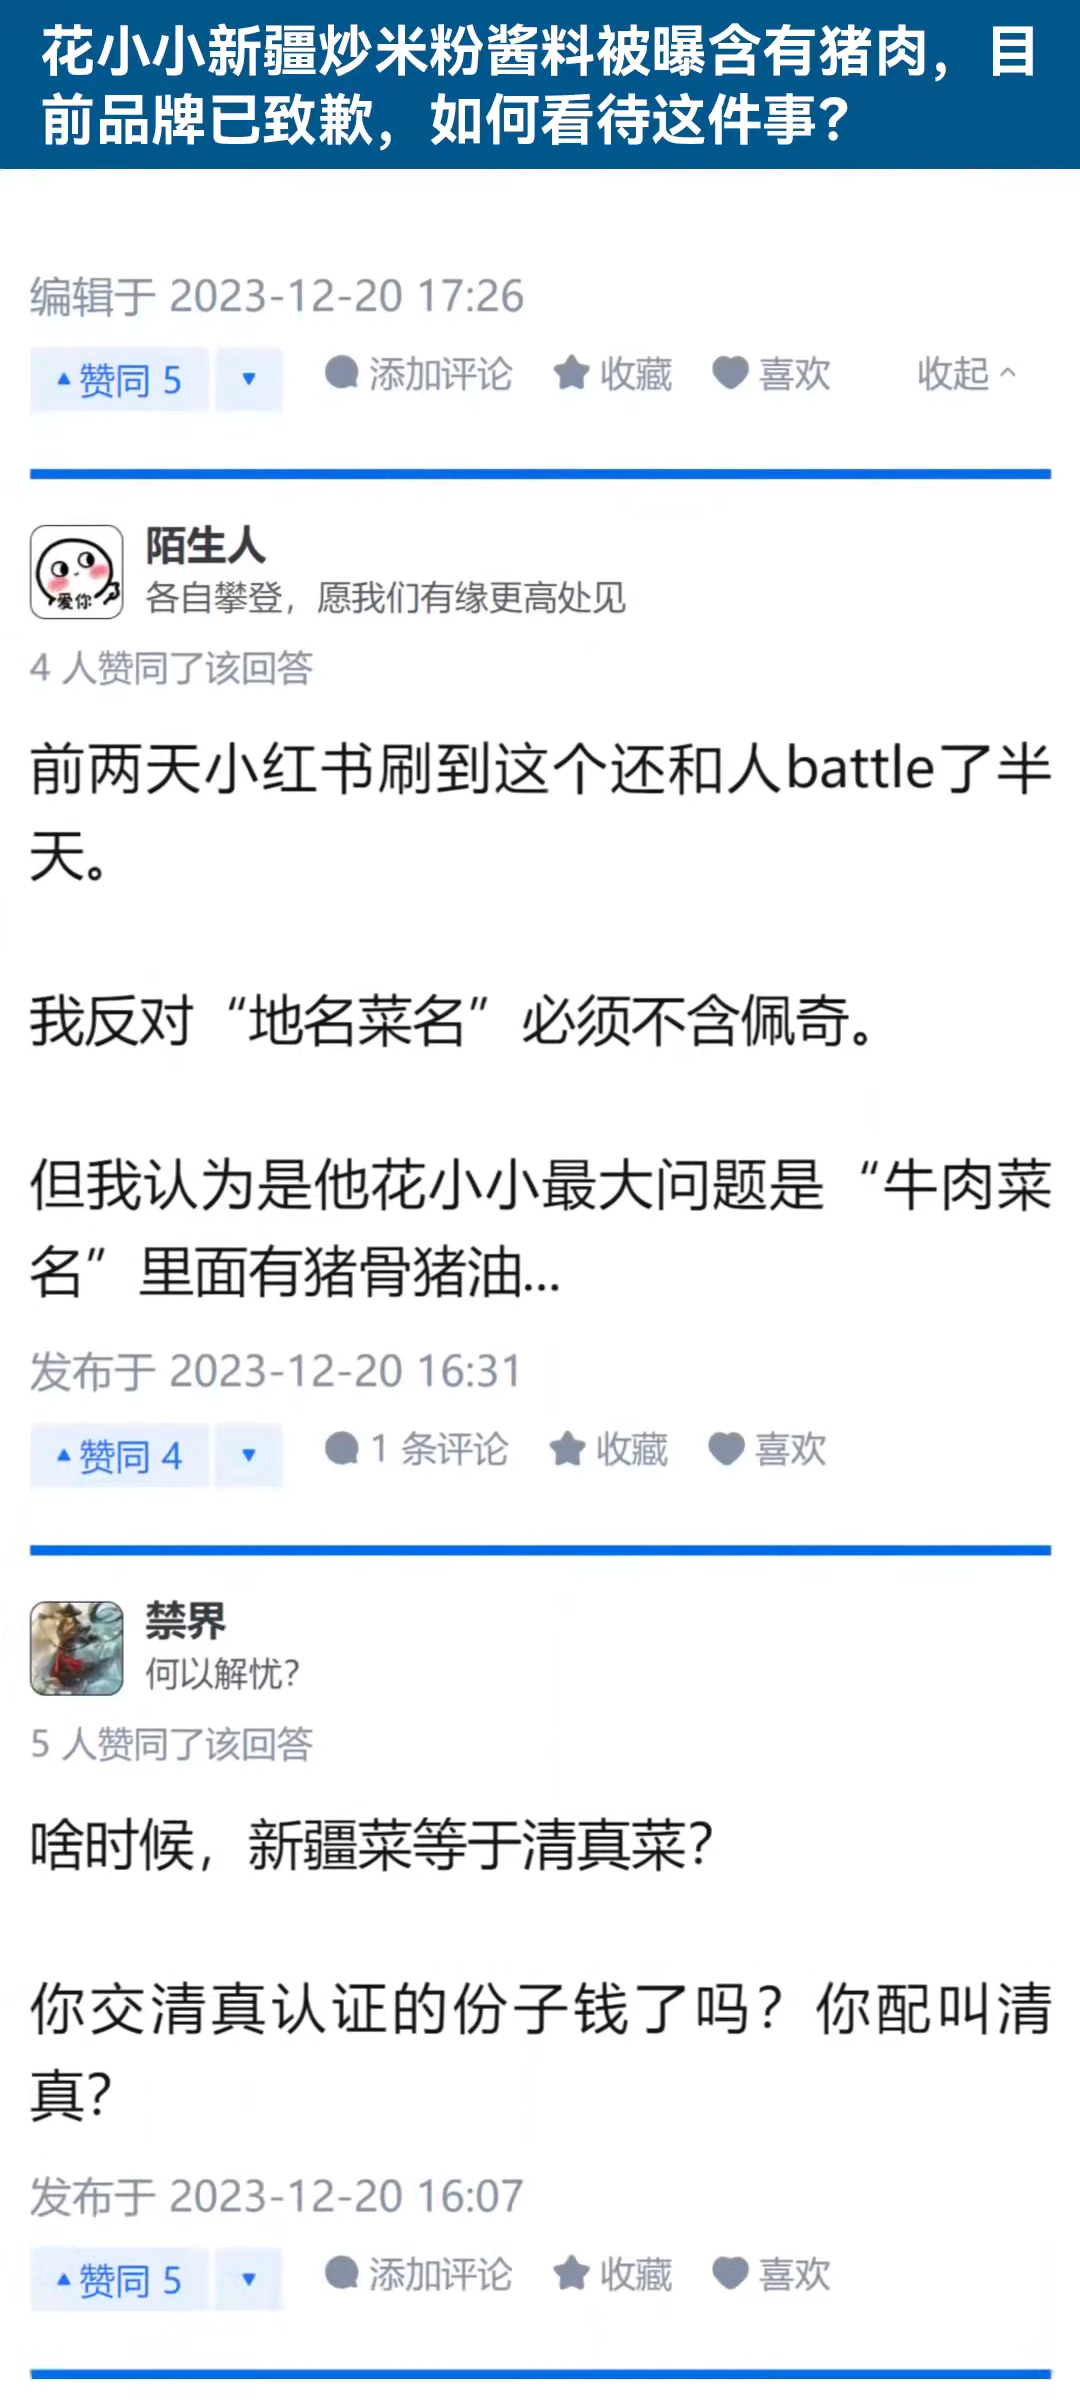 花小小新疆炒米粉酱料被曝含有猪肉，目
前品牌已致歉，如何看待这件事？
编辑于 2023-12-20 17:26
赞同 5 添加评论 收藏 喜欢 收起
爱你
陌生人
各自攀登，愿我们有缘更高处见
4 人赞同了该回答
前两天小红书刷到这个还和人battle了半
天。
我反对“地名菜名”必须不含佩奇。
但我认为是他花小小最大问题是“牛肉菜
名”里面有猪骨猪油...
发布于 2023-12-20 16:31
赞同 4 1 条评论 收藏 喜欢
禁界
何以解忧？
5 人赞同了该回答
啥时候，新疆菜等于清真菜？
你交清真认证的份子钱了吗？你配叫清
真？
发布于 2023-12-20 16:07
赞同 5 添加评论 收藏 喜欢